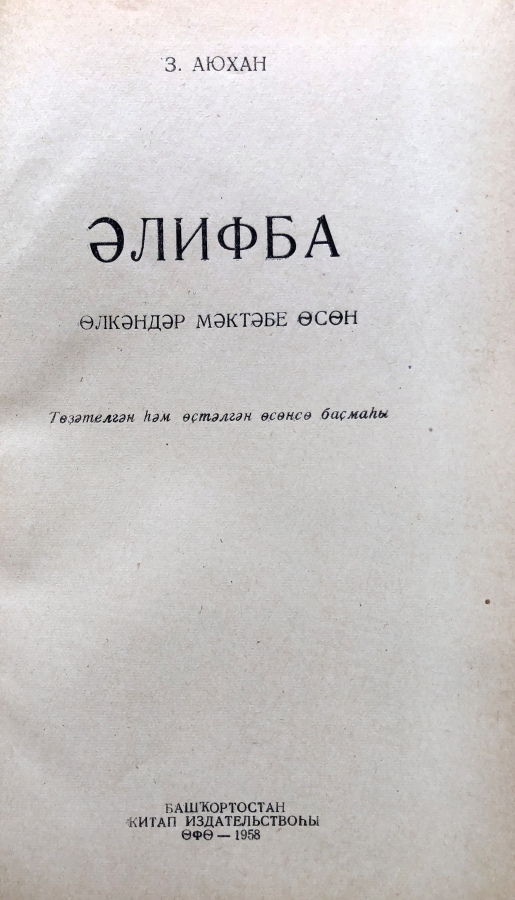 З. АЮХАН
ӘЛИФБА
ӨЛКӘНДӘР МӘКТӘБЕ ӨСӨН
Төҙәтелгән һәм өҫтәлгән өсөнсө баҫмаһы
БАШҠОРТОСТАН
КИТАП ИЗДАТЕЛЬСТВОҺЫ
ӨФӨ — 1958